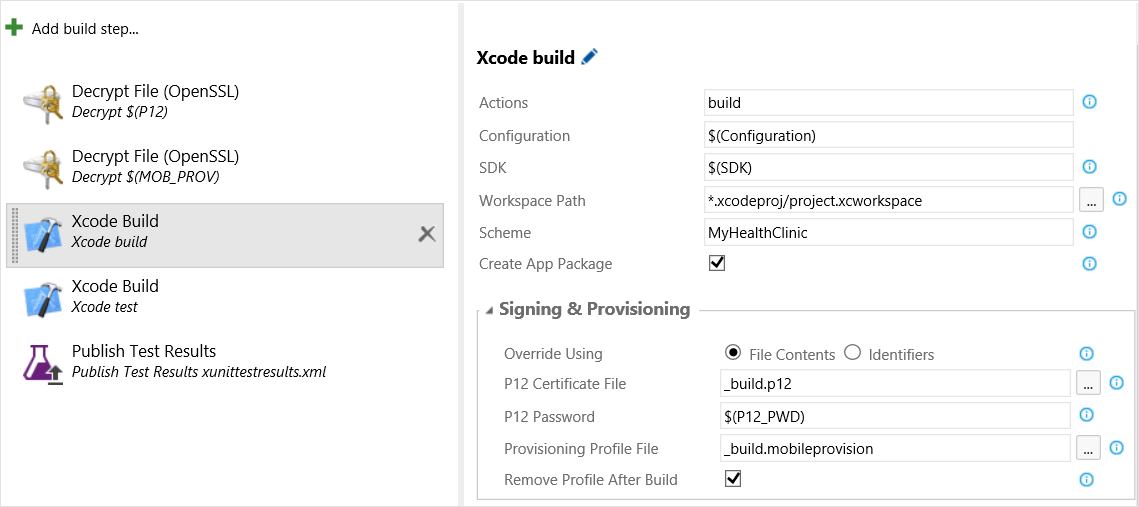 Add build step...
Decrypt File (OpenSSL)
Decrypt $(P12)
Decrypt File (OpenSSL)
Decrypt $(MOB_PROV)
Xcode Build
Xcode build
Xcode Build
Xcode test
Publish Test Results
Publish Test Results xunittestresults.xml
Xcode build
Actions build
Configuration $(Configuration)
SDK $(SDK)
Workspace Path *.xcodeproj/project.xcworkspace ...
Scheme MyHealthClinic
Create App Package
Signing & Provisioning
Override Using File Contents Identifiers
P12 Certificate File _build.p12 ...
P12 Password $(P12_PWD)
Provisioning Profile File _build.mobileprovision ...
Remove Profile After Build